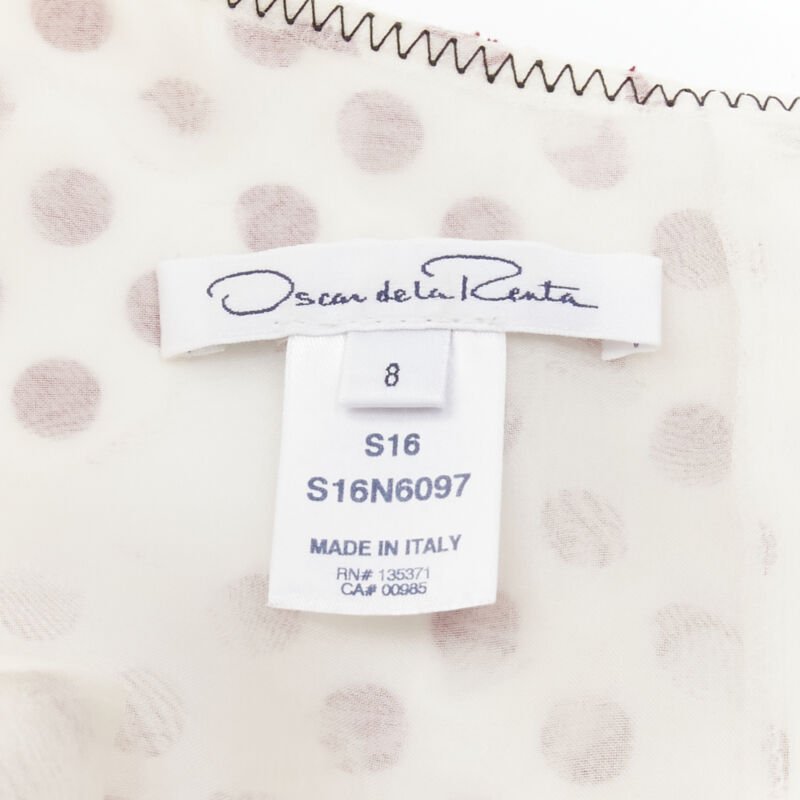 Oscar de la Renta
8
S16
S16N6097
MADE IN ITALY
RN# 135371
CA# 00985